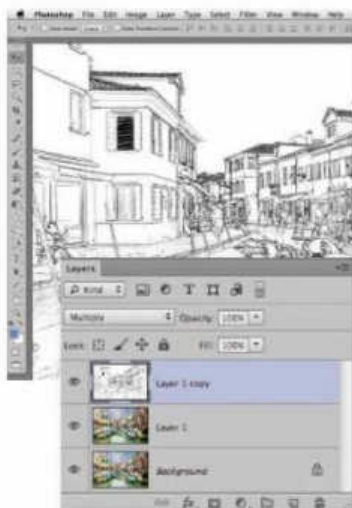 Photoshop File Edit Image Layer Type Select Filter View Window Help
Layers
Kind
Multiply Opacity: 100%
Lock: Fill: 100%
Layer 1 copy
Layer 1
Background
fx